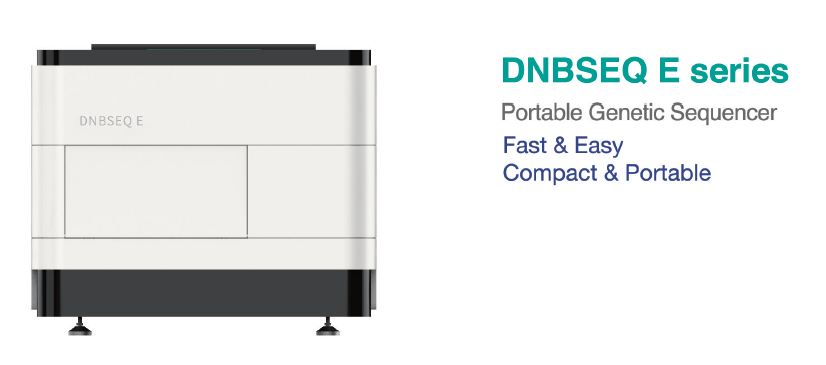 DNBSEQ E
DNBSEQ E series
Portable Genetic Sequencer
Fast & Easy
Compact & Portable